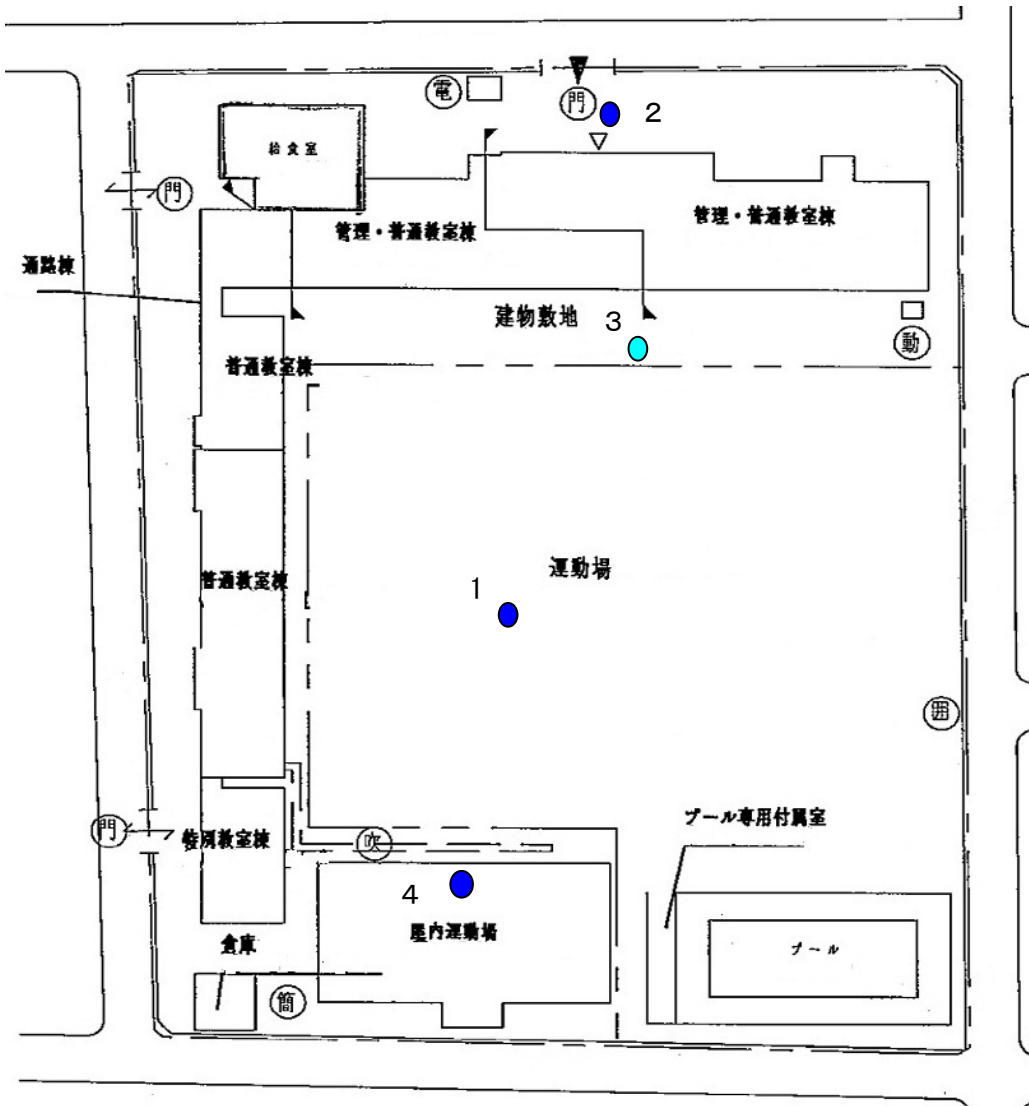 電
門
2
給食室
門
管理・普通教室棟
管理・普通教室棟
通路棟
建物敷地
3
動
普通教室棟
運動場
普通教室棟
1
囲
プール専用付属室
門
特別教室棟
吹
4
屋内運動場
倉庫
プール
簡